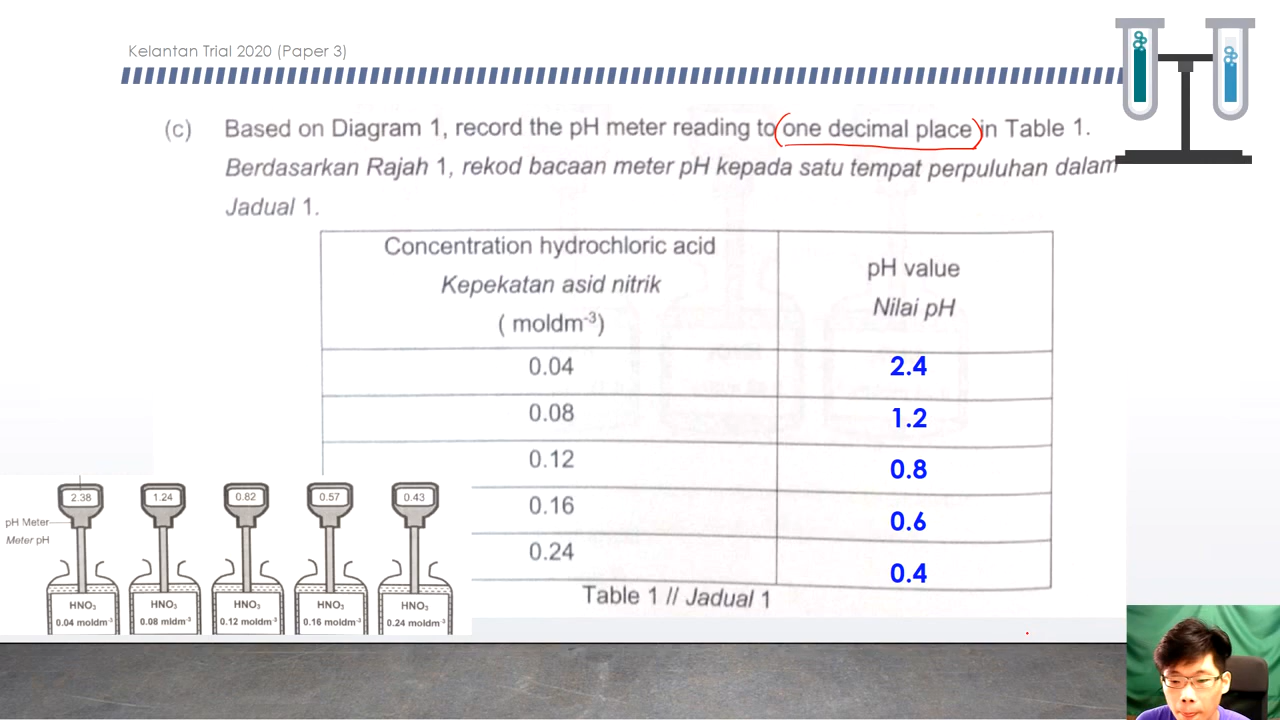 Kelantan Trial 2020 (Paper 3)
(c) Based on Diagram 1, record the pH meter reading to one decimal place in Table 1.
Berdasarkan Rajah 1, rekod bacaan meter pH kepada satu tempat perpuluhan dalam
Jadual 1.
Concentration hydrochloric acid
Kepekatan asid nitrik
( moldm⁻³)
pH value
Nilai pH
0.04 2.4
0.08 1.2
0.12 0.8
0.16 0.6
0.24 0.4
Table 1 // Jadual 1
2.38 1.24 0.82 0.57 0.43
pH Meter
Meter pH
HNO₃ HNO₃ HNO₃ HNO₃ HNO₃
0.04 moldm⁻³ 0.08 mldm⁻³ 0.12 moldm⁻³ 0.16 moldm⁻³ 0.24 moldm⁻³